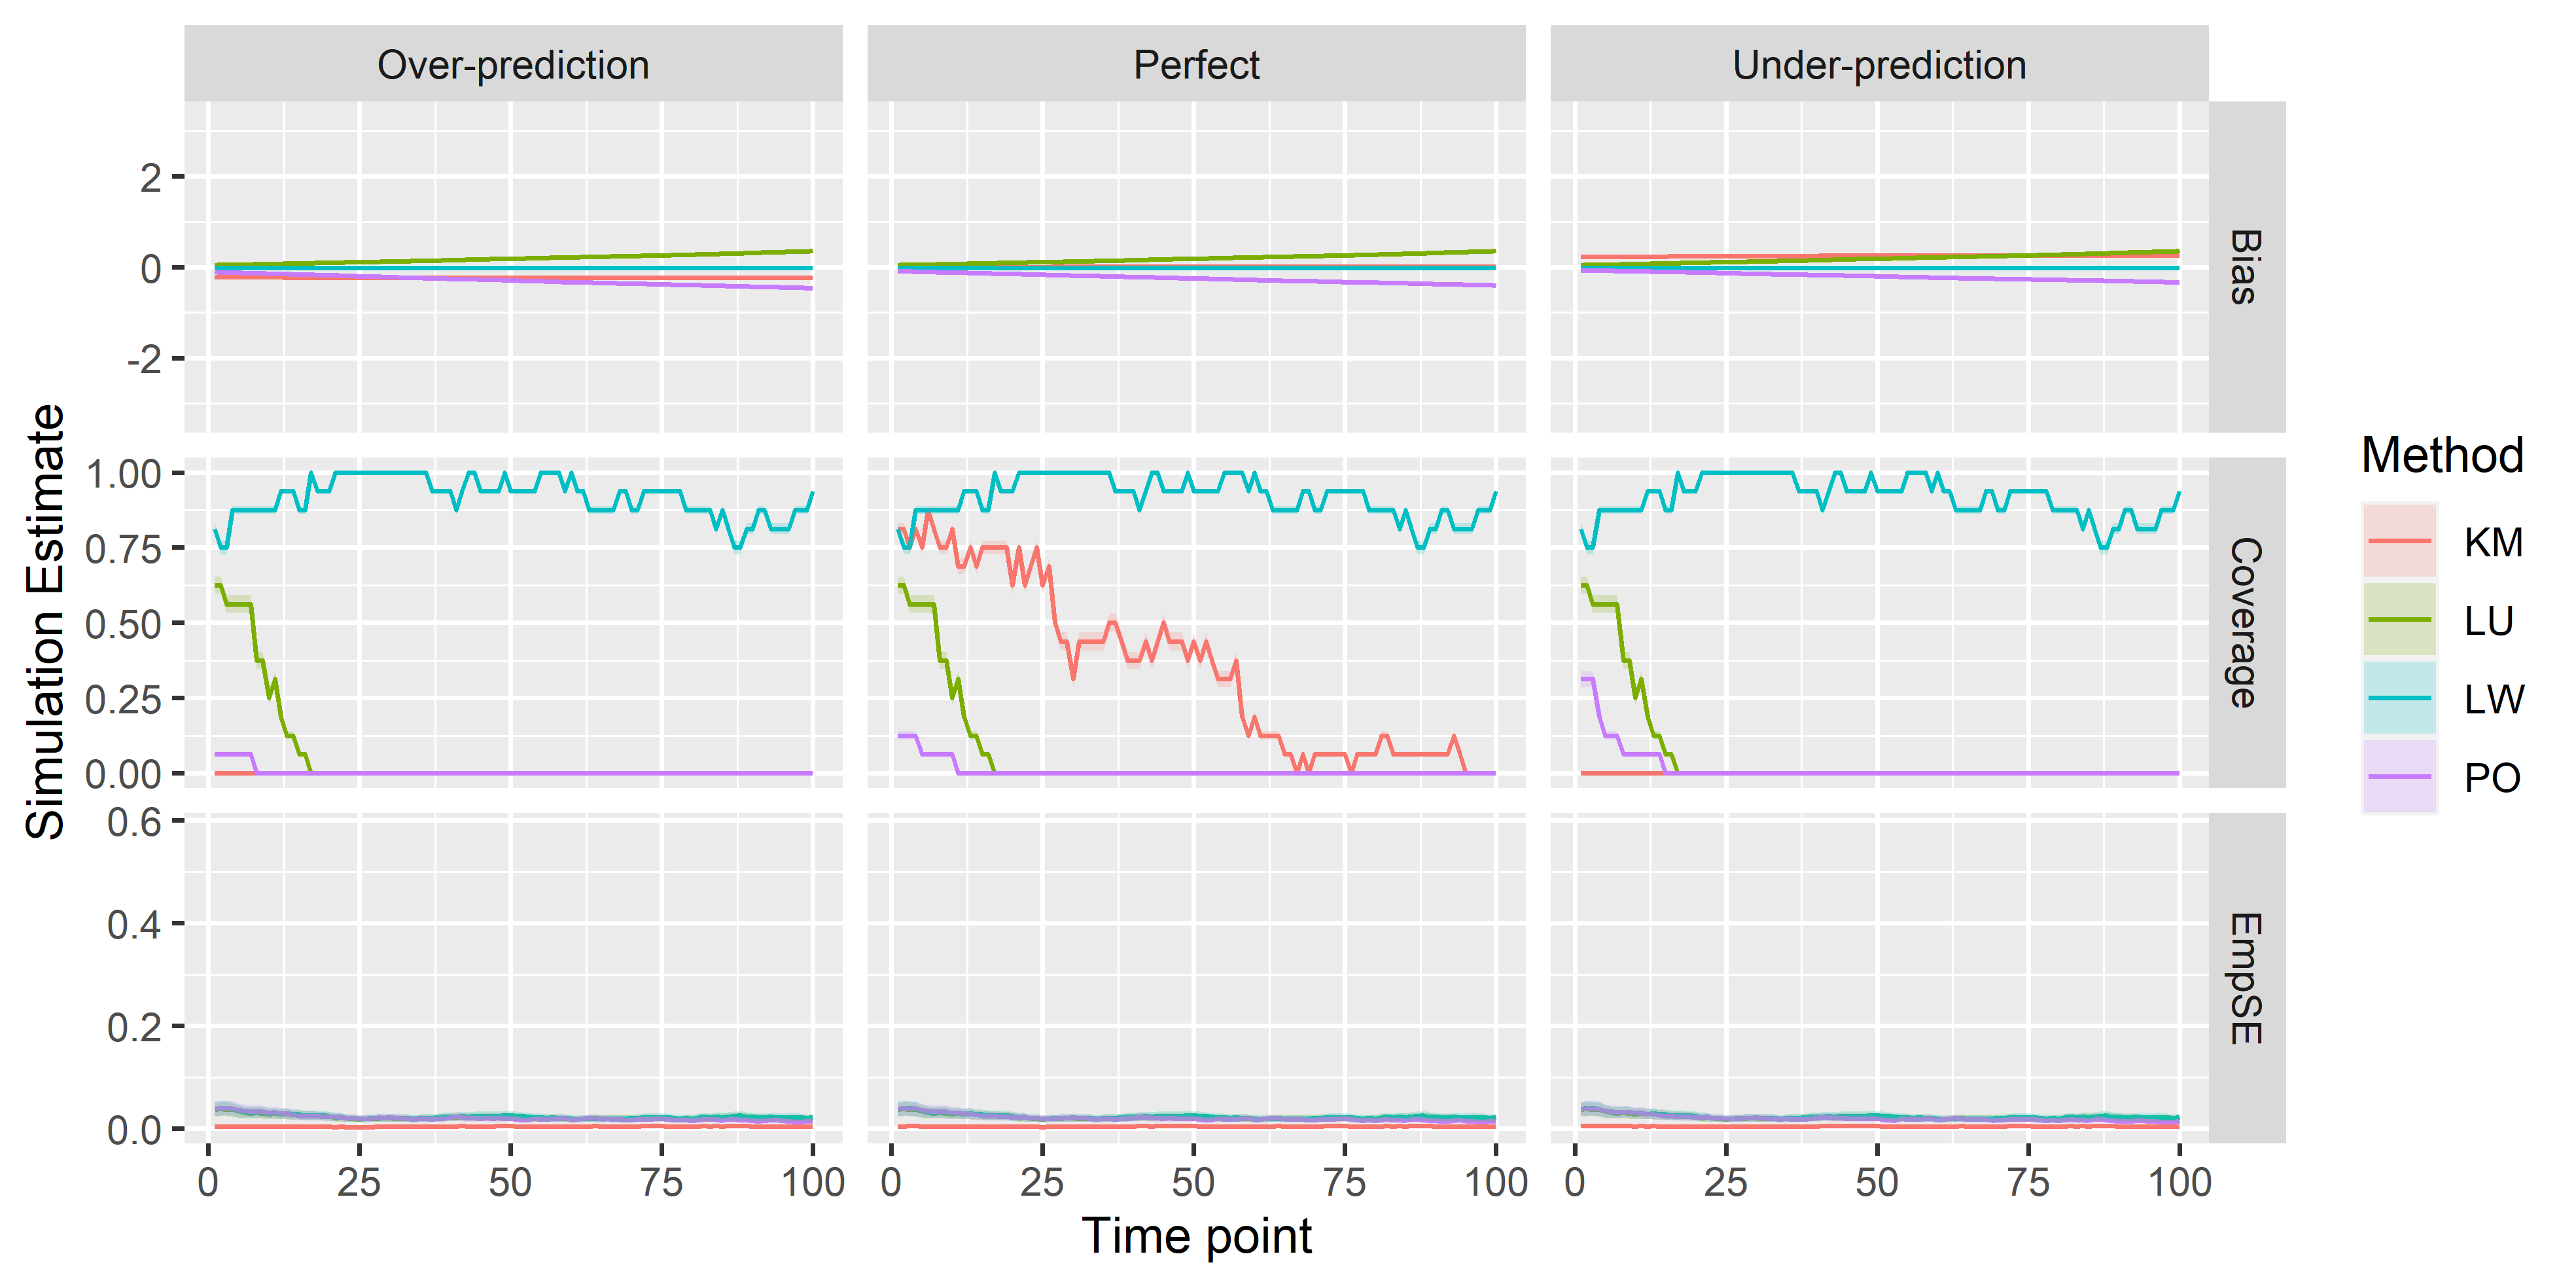 Over-prediction
Perfect
Under-prediction
Simulation Estimate
2
0
-2
Bias
1.00
0.75
0.50
0.25
0.00
Coverage
0.6
0.4
0.2
0.0
EmpSE
0 25 50 75 100
0 25 50 75 100
0 25 50 75 100
Time point
Method
KM
LU
LW
PO